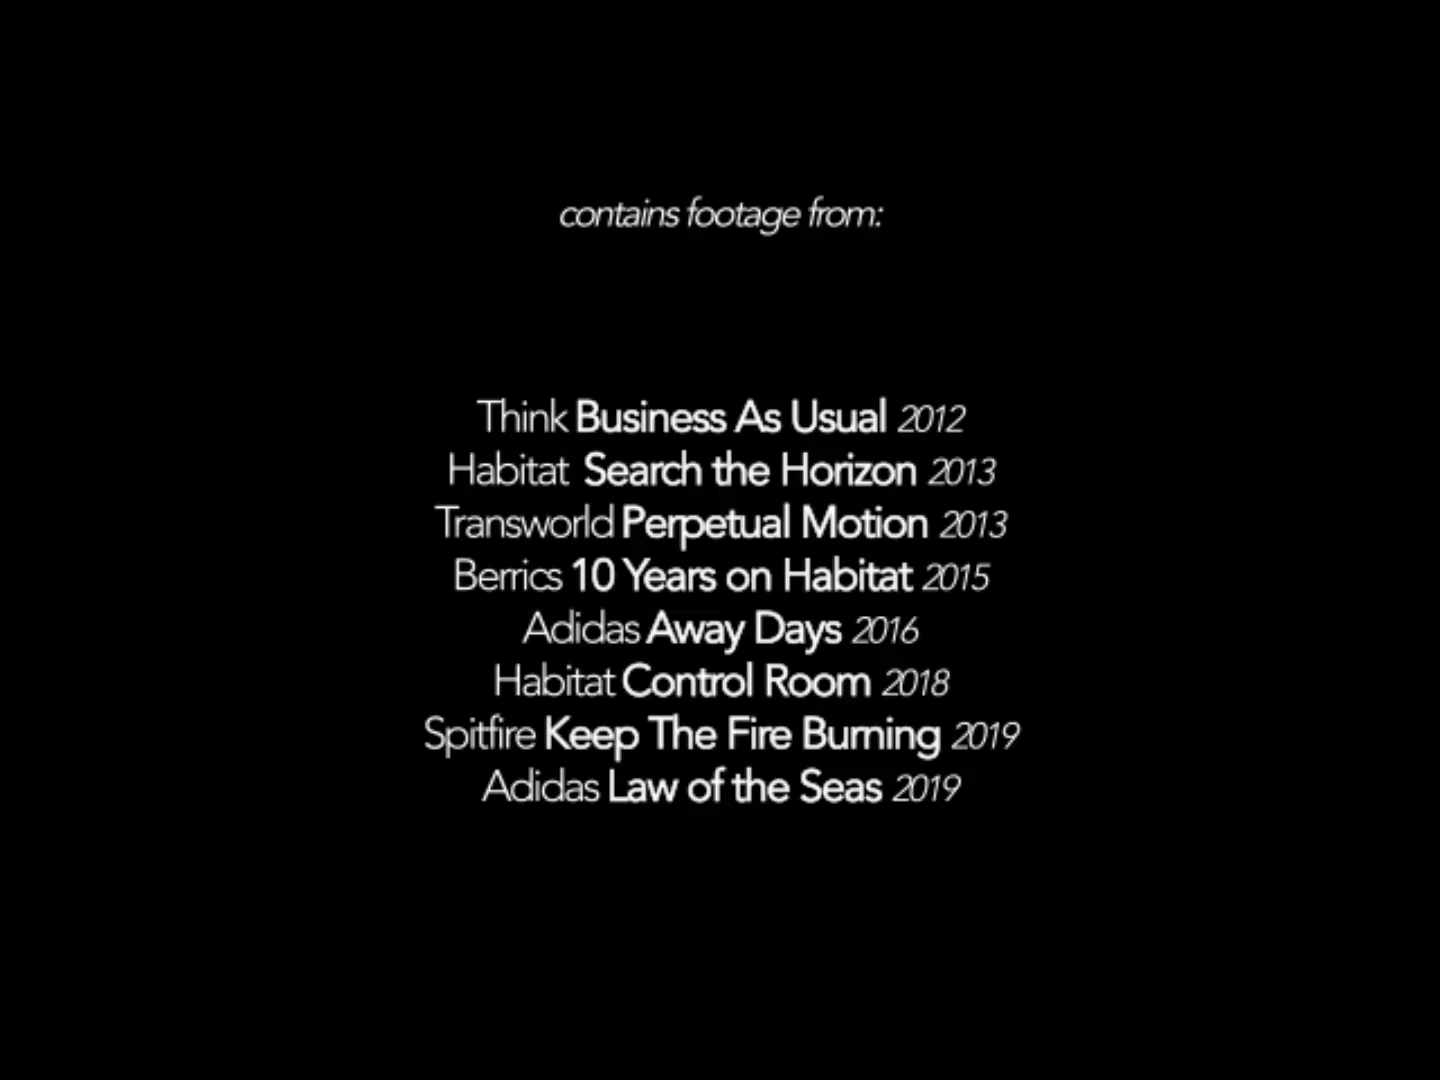 contains footage from:
Think Business As Usual 2012
Habitat Search the Horizon 2013
Transworld Perpetual Motion 2013
Berrics 10 Years on Habitat 2015
Adidas Away Days 2016
Habitat Control Room 2018
Spitfire Keep The Fire Burning 2019
Adidas Law of the Seas 2019